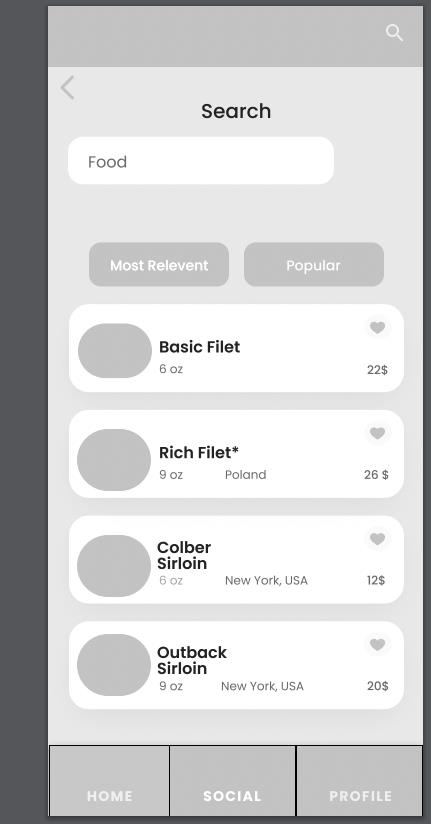 Search
Food
Most Relevent Popular
Basic Filet
6 oz 22$
Rich Filet*
9 oz Poland 26 $
Colber
Sirloin
6 oz New York, USA 12$
Outback
Sirloin
9 oz New York, USA 20$
HOME SOCIAL PROFILE